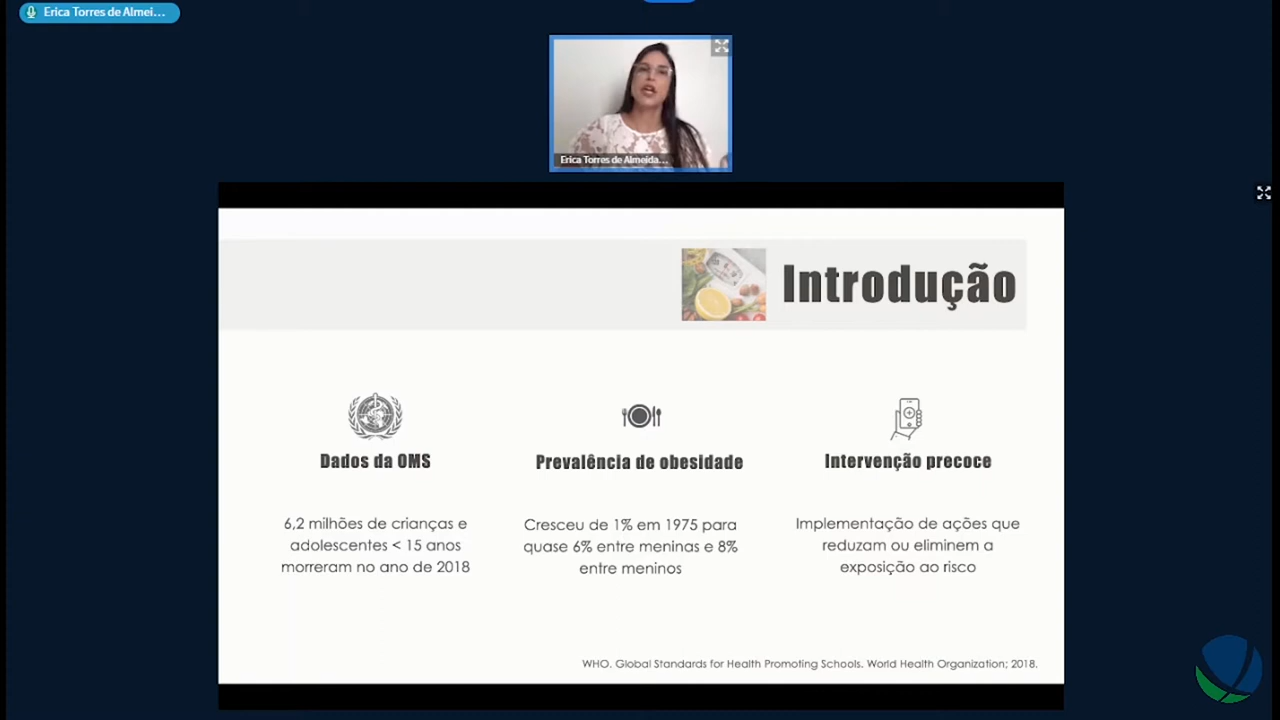 Erica Torres de Almei...
Erica Torres de Almeida...
Introdução
Dados da OMS
6,2 milhões de crianças e
adolescentes < 15 anos
morreram no ano de 2018
Prevalência de obesidade
Cresceu de 1% em 1975 para
quase 6% entre meninas e 8%
entre meninos
Intervenção precoce
Implementação de ações que
reduzam ou eliminem a
exposição ao risco
WHO. Global Standards for Health Promoting Schools. World Health Organization; 2018.